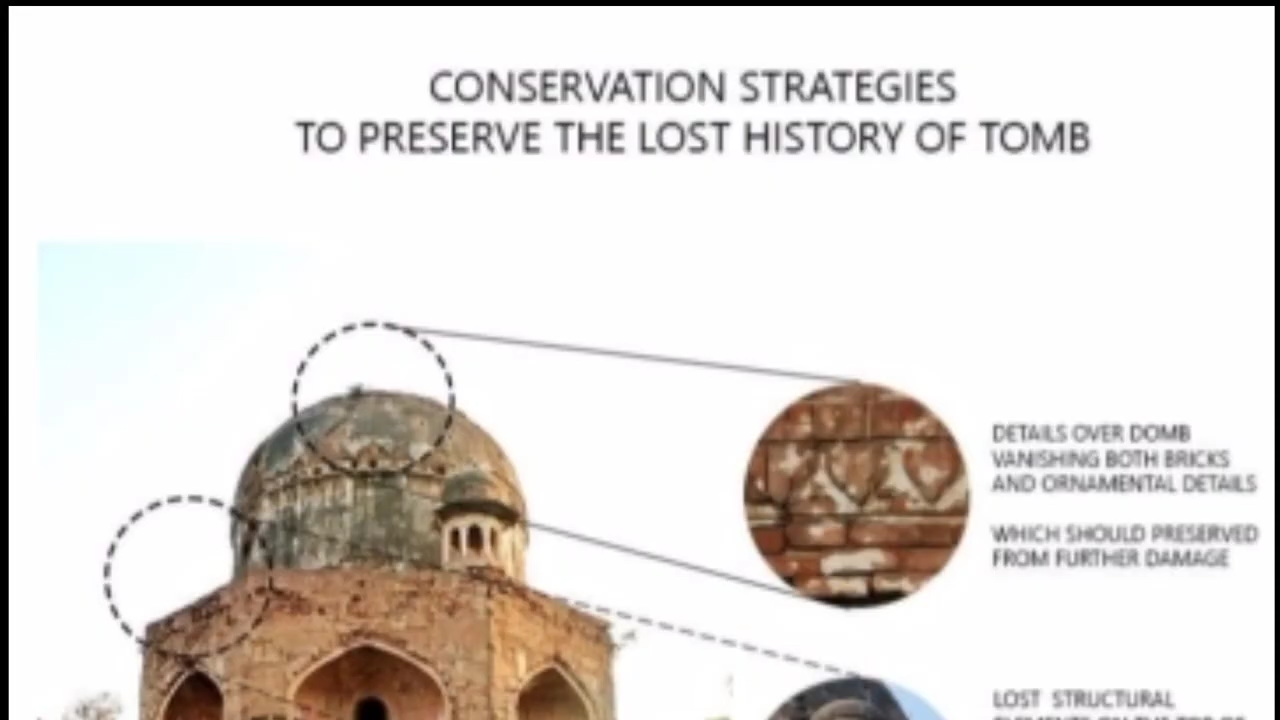 CONSERVATION STRATEGIES
TO PRESERVE THE LOST HISTORY OF TOMB
DETAILS OVER DOMB
VANISHING BOTH BRICKS
AND ORNAMENTAL DETAILS
WHICH SHOULD PRESERVED
FROM FURTHER DAMAGE
LOST STRUCTURAL